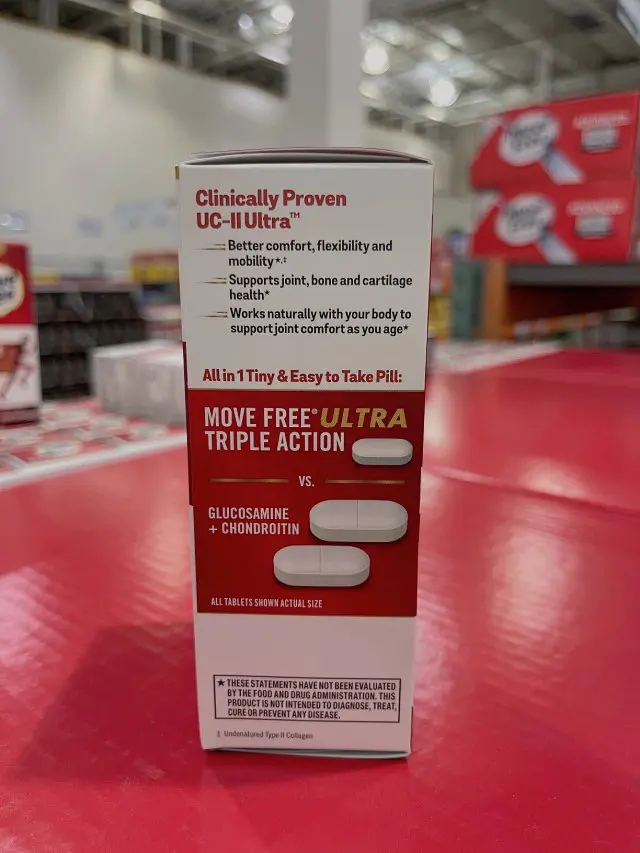 Clinically Proven
UC-II Ultra™
Better comfort, flexibility and
mobility*,‡
Supports joint, bone and cartilage
health*
Works naturally with your body to
support joint comfort as you age*
All in 1 Tiny & Easy to Take Pill:
MOVE FREE® ULTRA
TRIPLE ACTION
VS.
GLUCOSAMINE
+ CHONDROITIN
ALL TABLETS SHOWN ACTUAL SIZE
★ THESE STATEMENTS HAVE NOT BEEN EVALUATED
BY THE FOOD AND DRUG ADMINISTRATION. THIS
PRODUCT IS NOT INTENDED TO DIAGNOSE, TREAT,
CURE OR PREVENT ANY DISEASE.
‡ Undenatured Type II Collagen